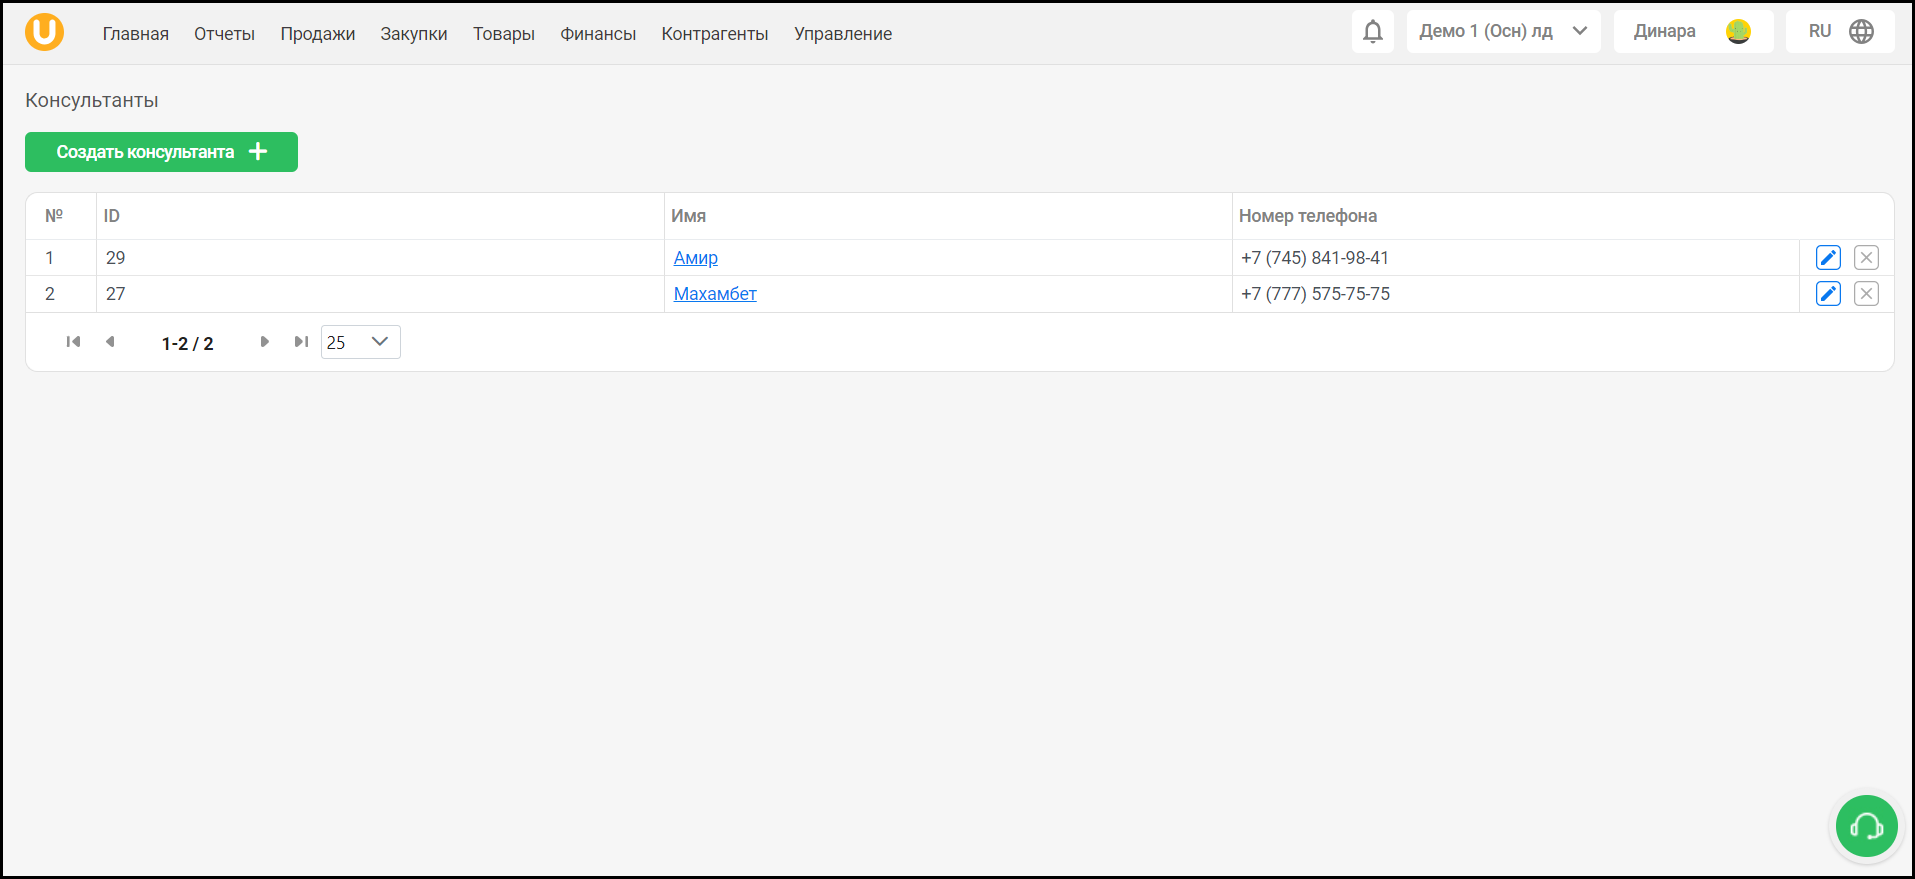 U Главная Отчеты Продажи Закупки Товары Финансы Контрагенты Управление Демо 1 (Осн) лд Динара RU
Консультанты
Создать консультанта +
№ ID Имя Номер телефона
1 29 Амир +7 (745) 841-98-41
2 27 Махамбет +7 (777) 575-75-75
1-2 / 2 25